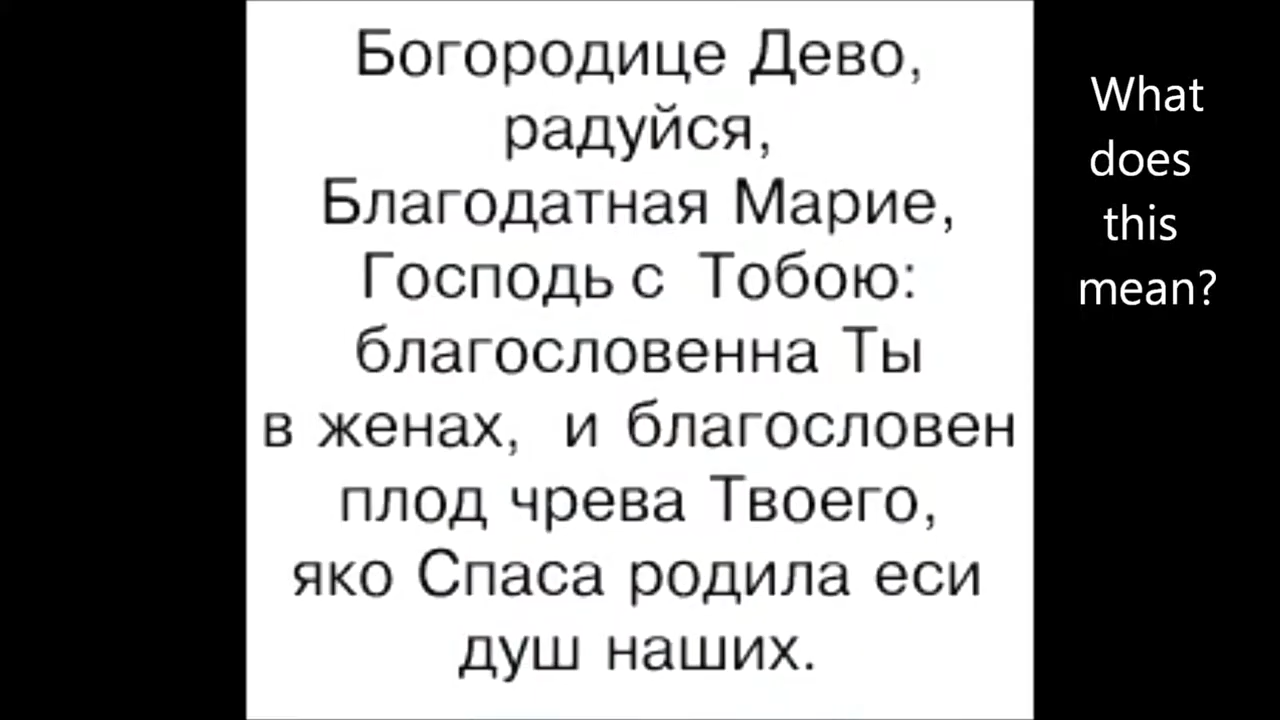 Богородице Дево,
радуйся,
Благодатная Марие,
Господь с Тобою:
благословенна Ты
в женах, и благословен
плод чрева Твоего,
яко Спаса родила еси
душ наших.
What
does
this
mean?